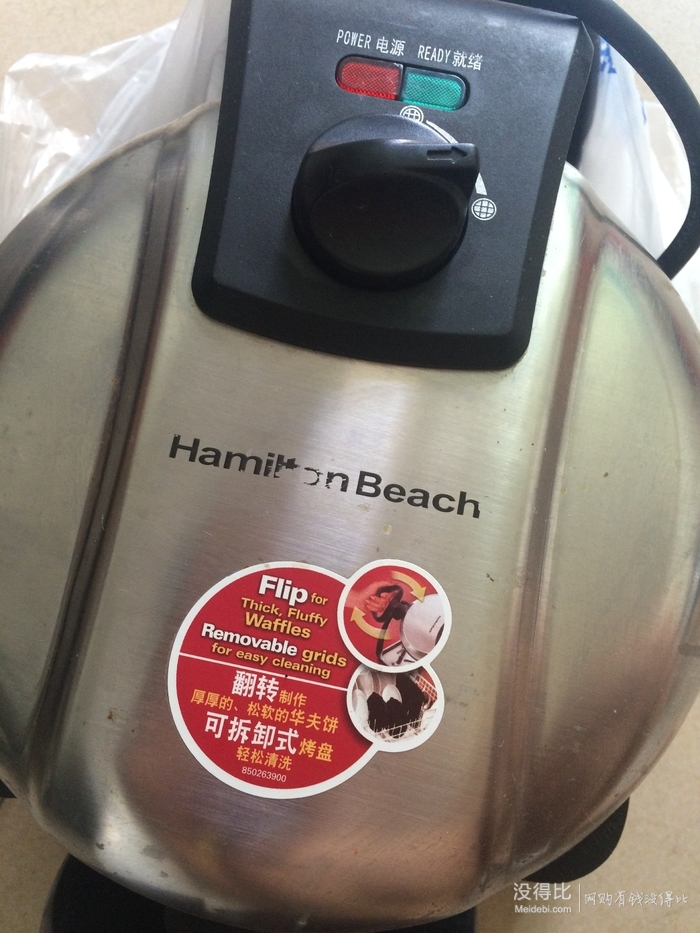 POWER 电源 READY 就绪
Hamilton Beach
Flip for
Thick, Fluffy
Waffles
Removable grids
for easy cleaning
翻转制作
厚厚的、松软的华夫饼
可拆卸式烤盘
轻松清洗
850263900
没得比 网购有钱没得比
Meidebi.com